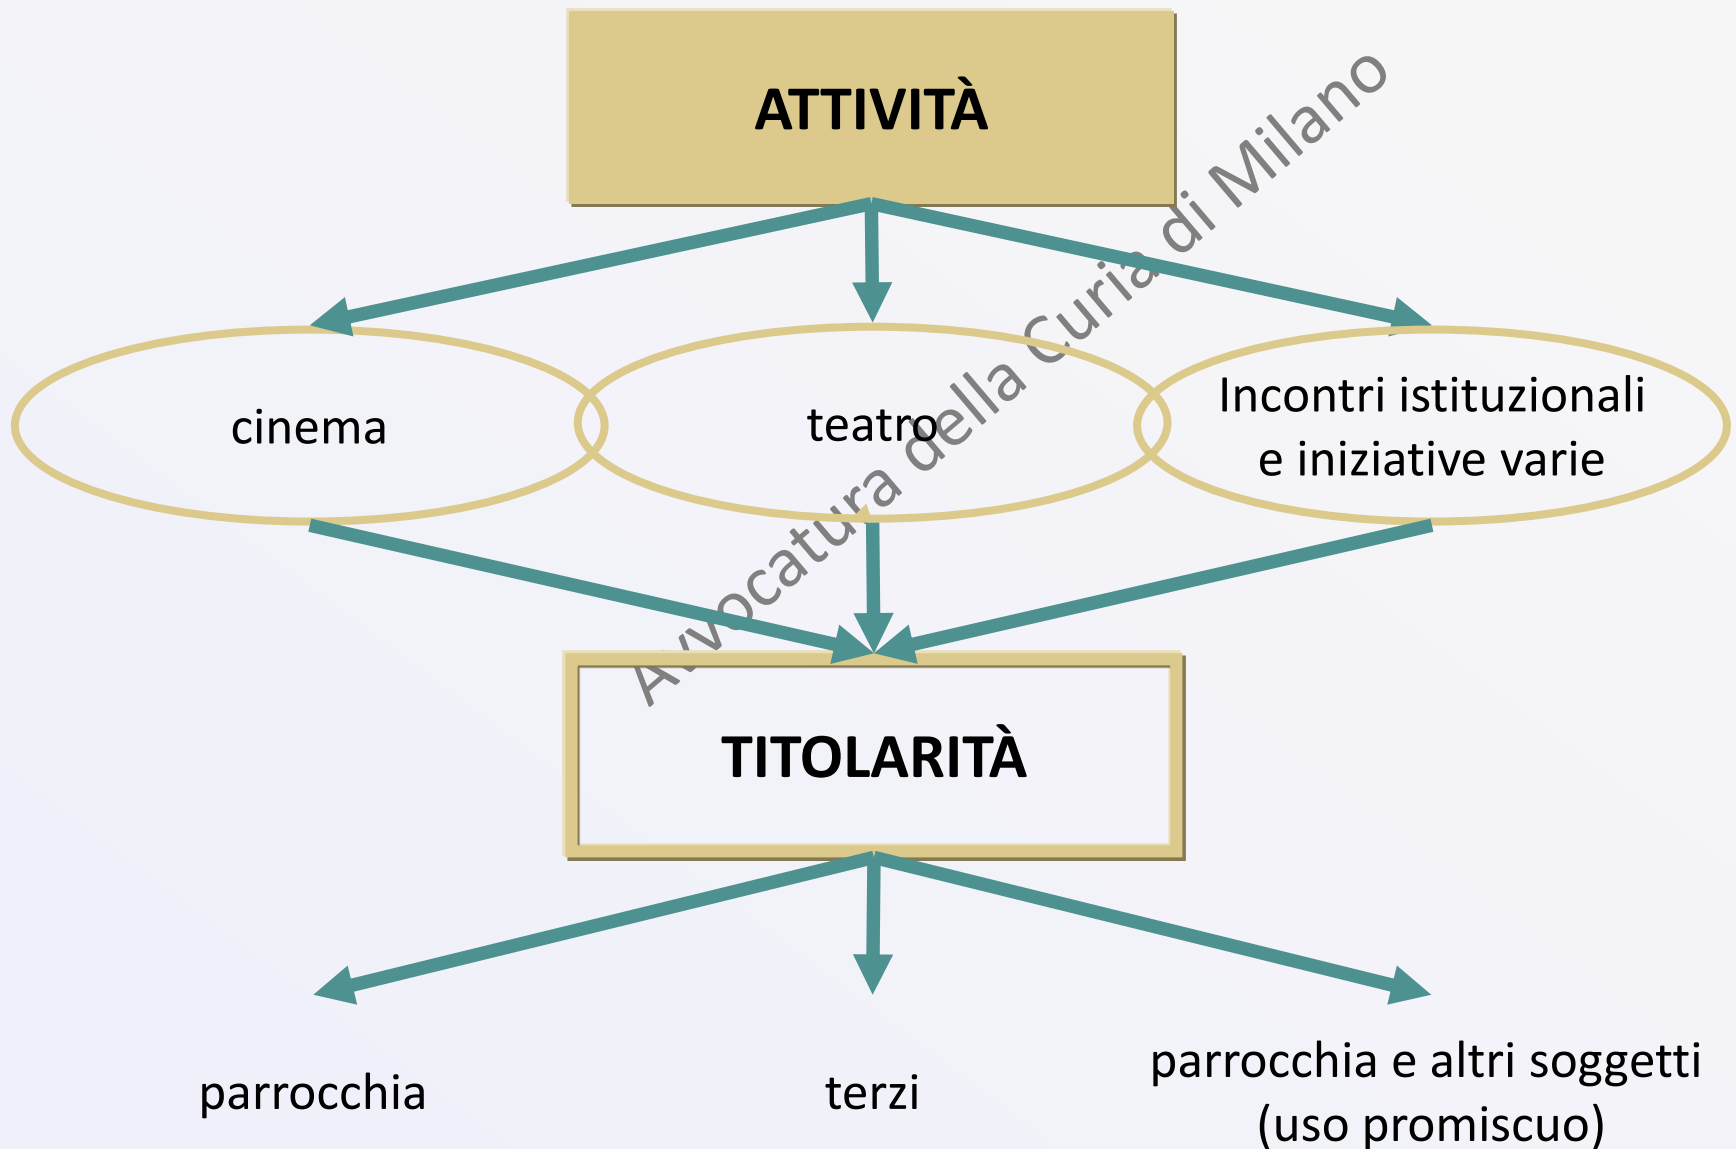 ATTIVITÀ
Avvocatura della Curia di Milano
cinema
teatro
Incontri istituzionali
e iniziative varie
TITOLARITÀ
parrocchia
terzi
parrocchia e altri soggetti
(uso promiscuo)